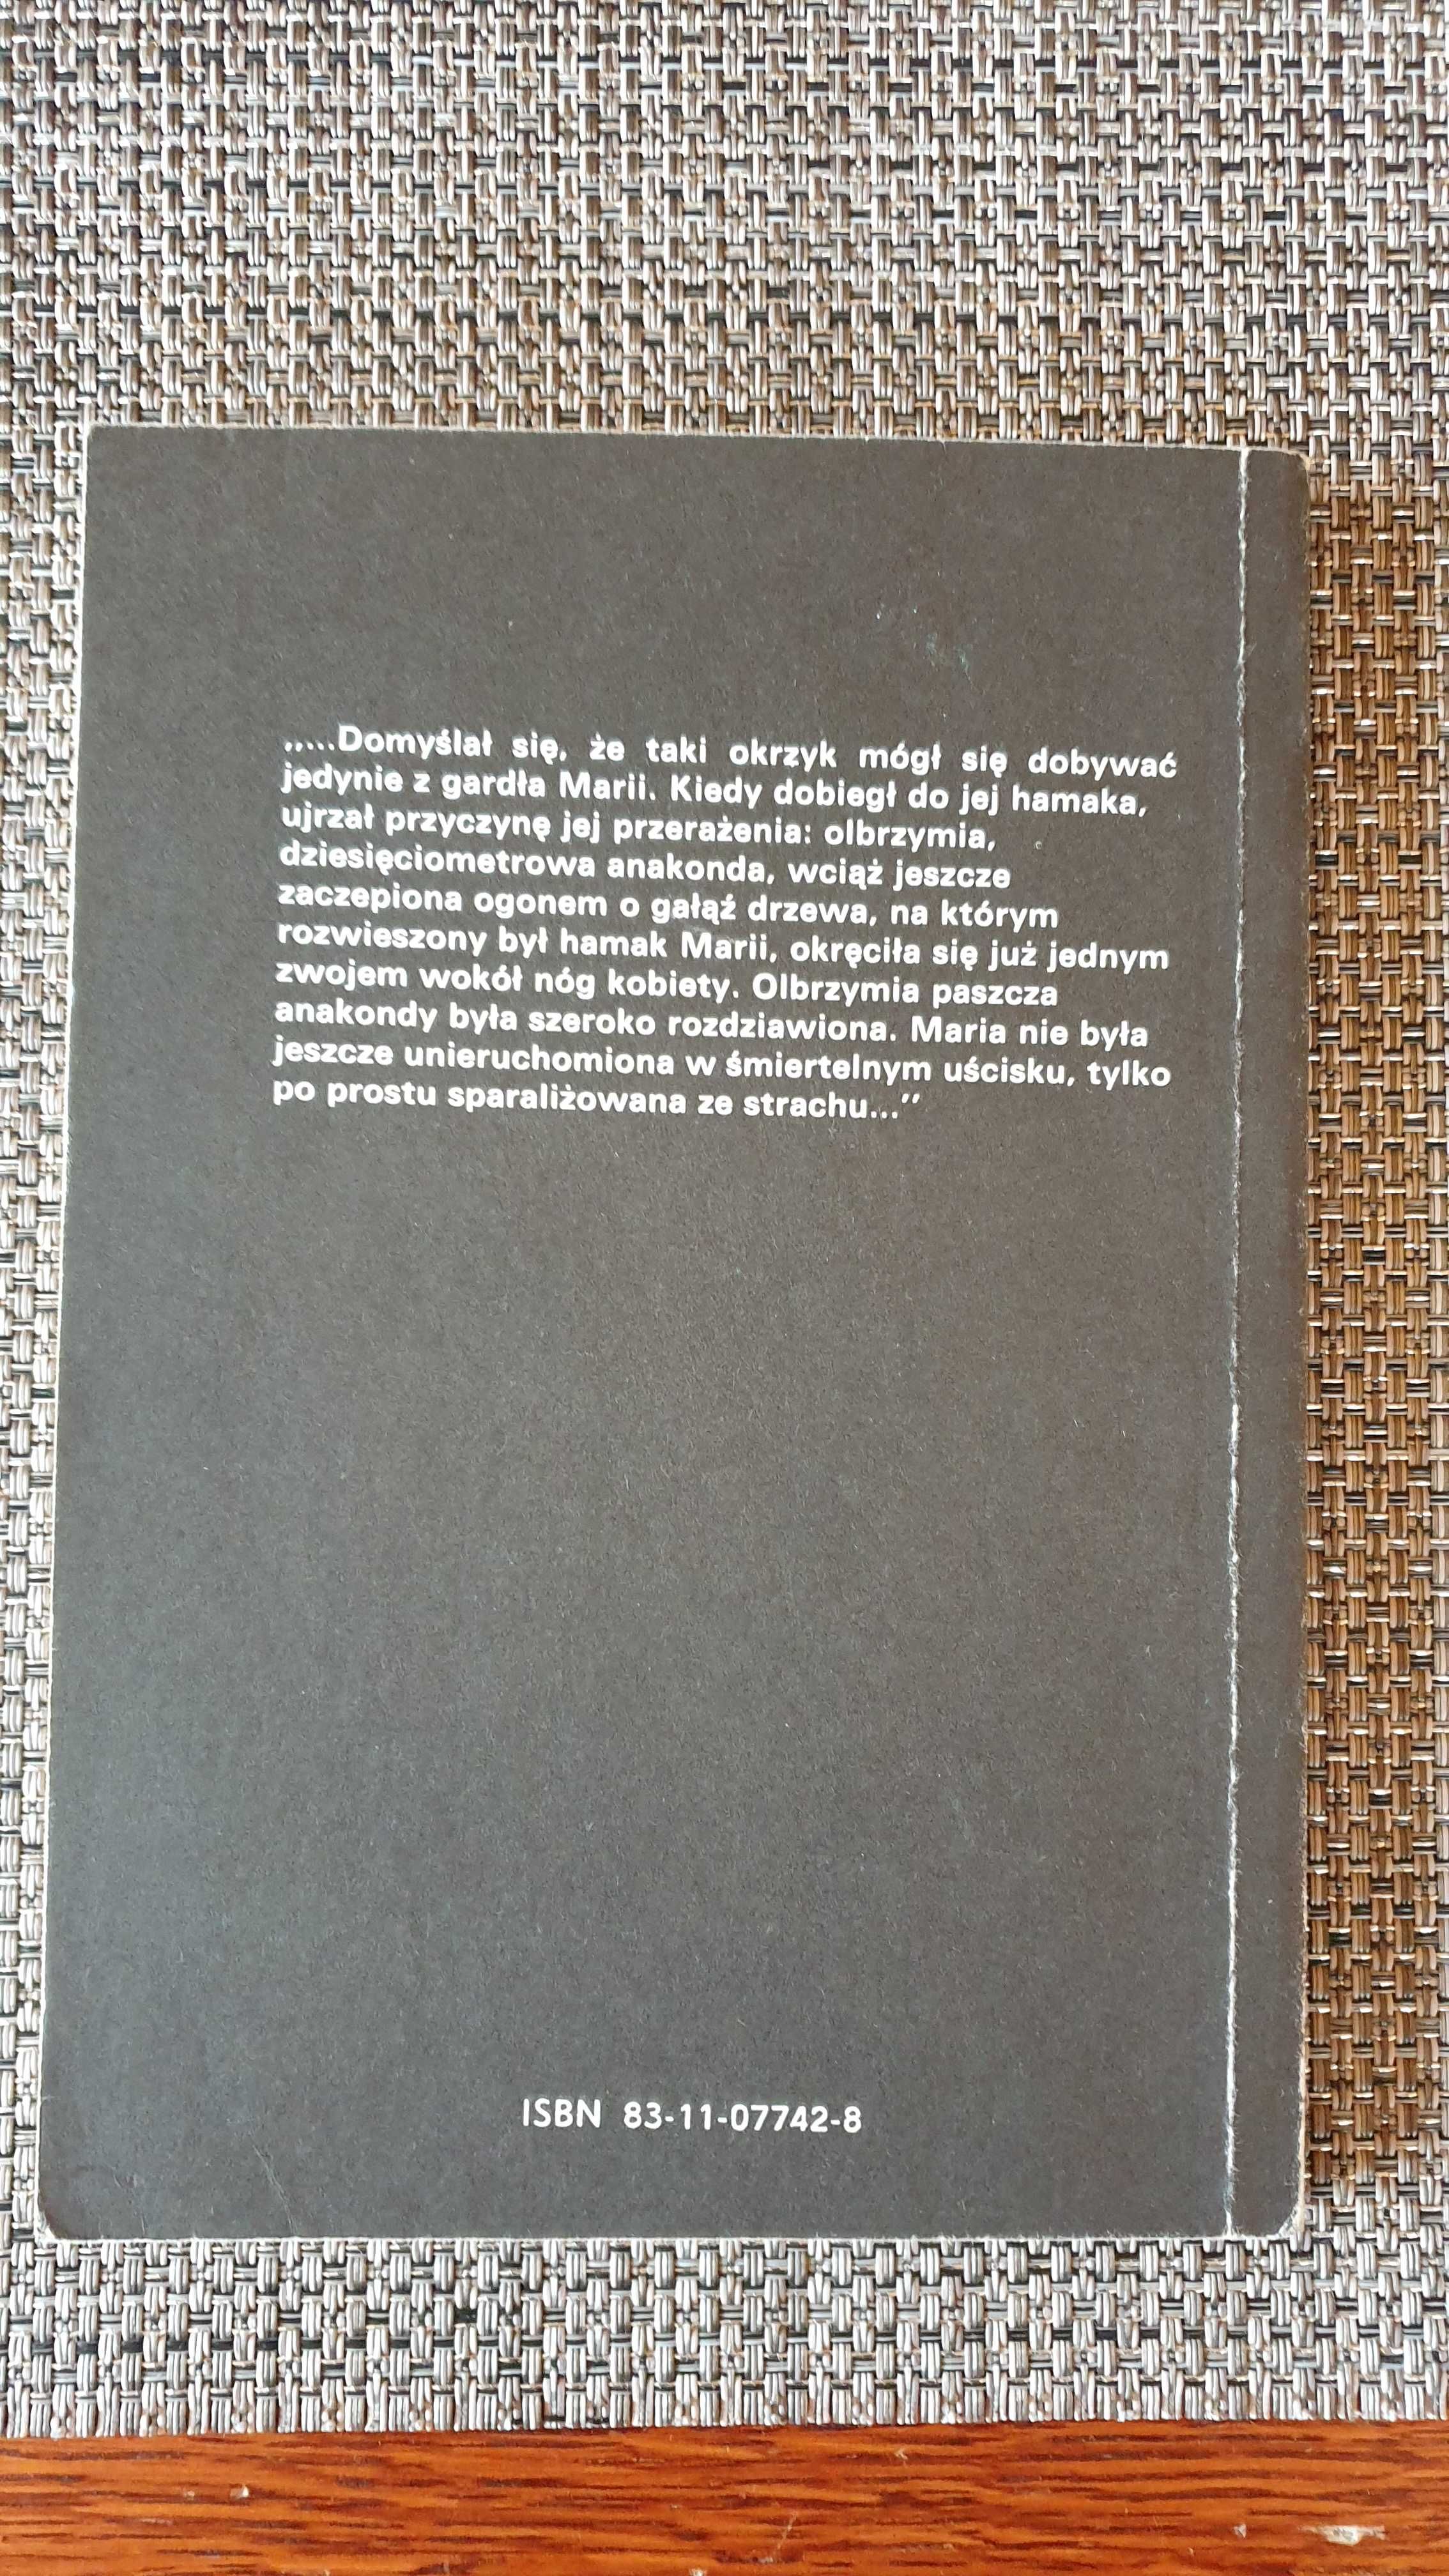 „...Domyślał się, że taki okrzyk mógł się dobywać
jedynie z gardła Marii. Kiedy dobiegł do jej hamaka,
ujrzał przyczynę jej przerażenia: olbrzymia,
dziesięciometrowa anakonda, wciąż jeszcze
zaczepiona ogonem o gałąź drzewa, na którym
rozwieszony był hamak Marii, okręciła się już jednym
zwojem wokół nóg kobiety. Olbrzymia paszcza
anakondy była szeroko rozdziawiona. Maria nie była
jeszcze unieruchomiona w śmiertelnym uścisku, tylko
po prostu sparaliżowana ze strachu...”
ISBN 83-11-07742-8